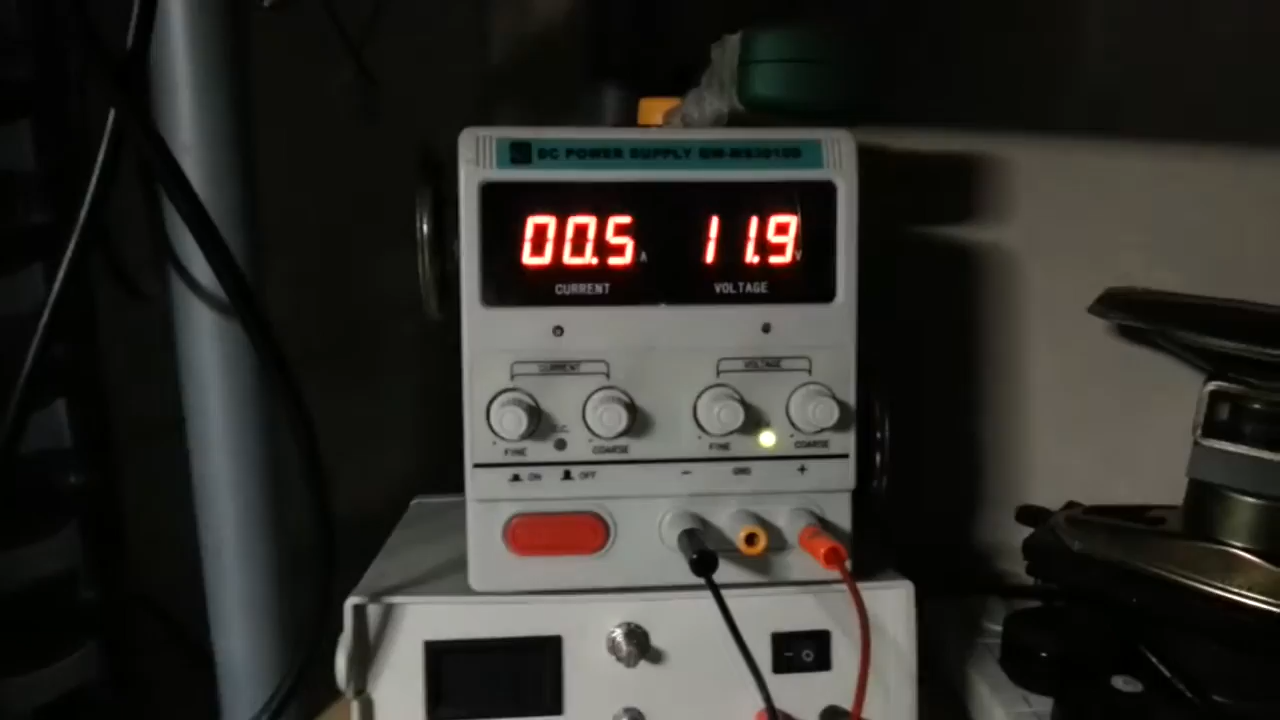 DC POWER SUPPLY
00.5 A 11.9 V
CURRENT VOLTAGE
CURRENT VOLTAGE
FINE COARSE FINE COARSE
ON OFF - GND +